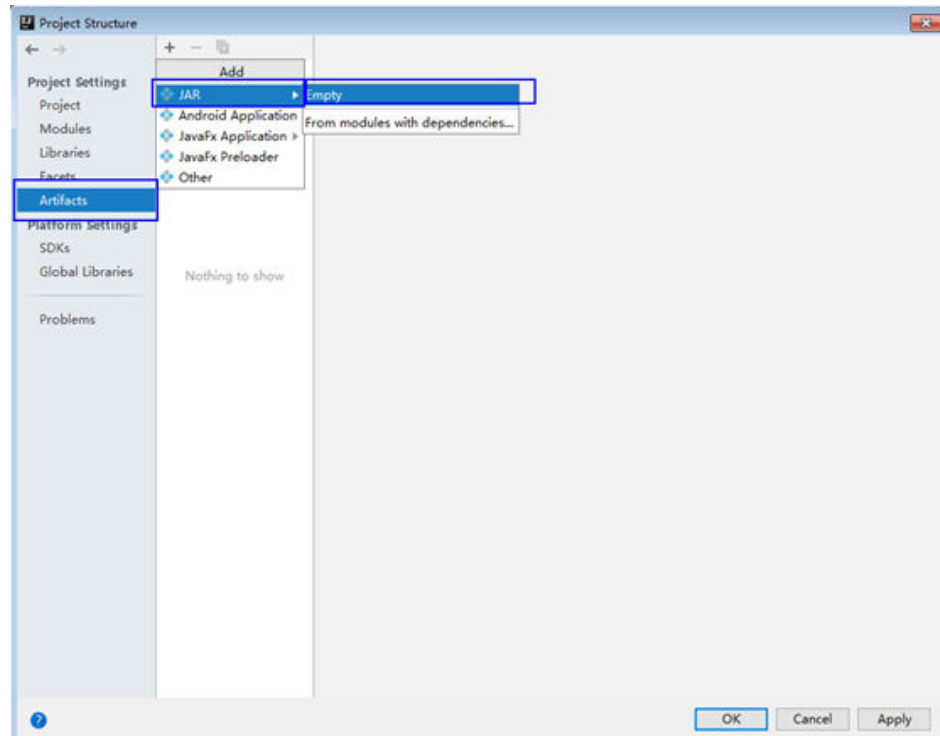 Project Structure
Project Settings
Project
Modules
Libraries
Facets
Artifacts
Platform Settings
SDKs
Global Libraries
Problems
Add
JAR
Android Application
JavaFx Application
JavaFx Preloader
Other
Empty
From modules with dependencies...
Nothing to show
?
OK
Cancel
Apply